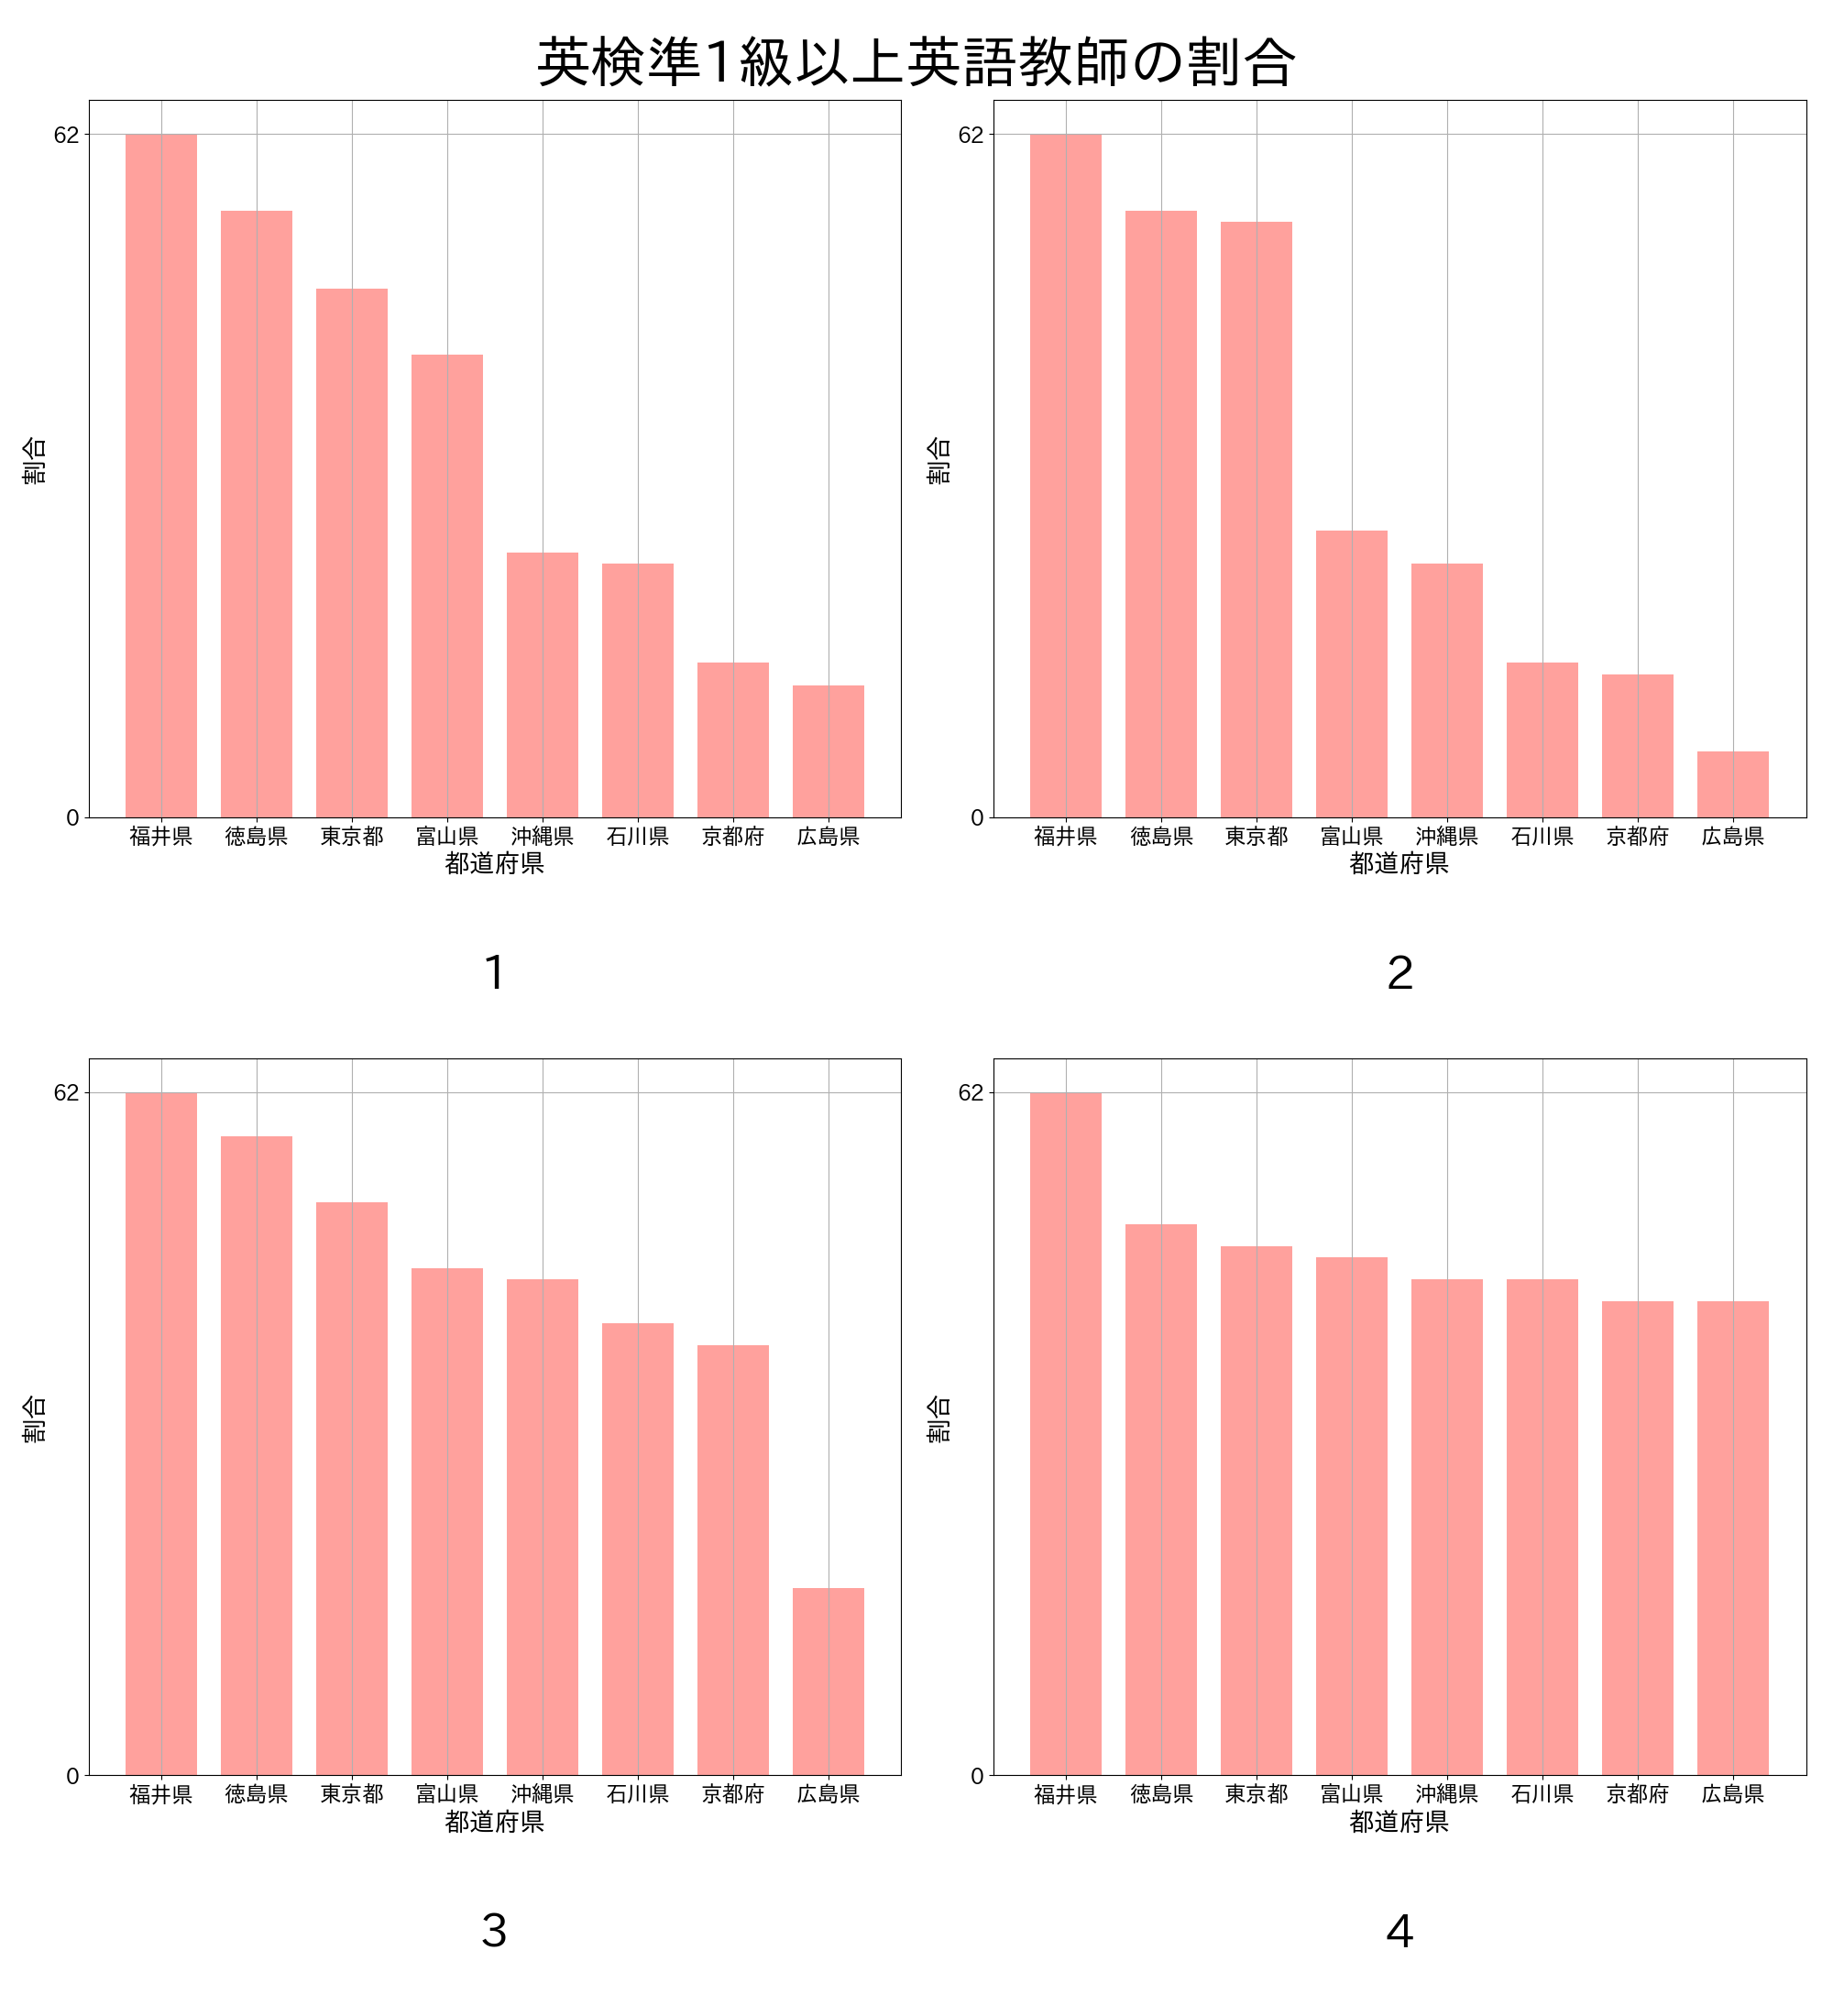 英検準1級以上英語教師の割合
62
割合
0
福井県 徳島県 東京都 富山県 沖縄県 石川県 京都府 広島県
都道府県
1
62
割合
0
福井県 徳島県 東京都 富山県 沖縄県 石川県 京都府 広島県
都道府県
2
62
割合
0
福井県 徳島県 東京都 富山県 沖縄県 石川県 京都府 広島県
都道府県
3
62
割合
0
福井県 徳島県 東京都 富山県 沖縄県 石川県 京都府 広島県
都道府県
4